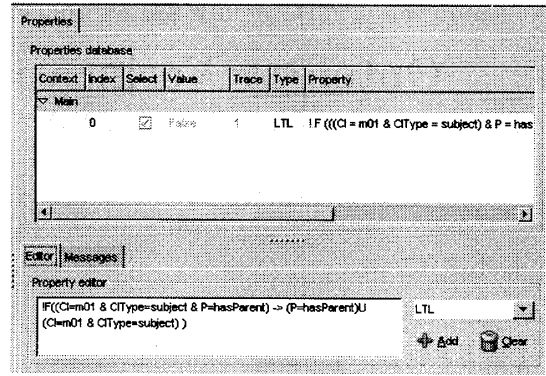 Properties
Properties database
Context Index Select Value Trace Type Property
Main
0 False 1 LTL ! F (((Cl = m01 & ClType = subject) & P = has
Editor Messages
Property editor
!F((Cl=m01 & ClType=subject & P=hasParent) -> (P=hasParent)U
(Cl=m01 & ClType=subject) )
LTL
Add Clear